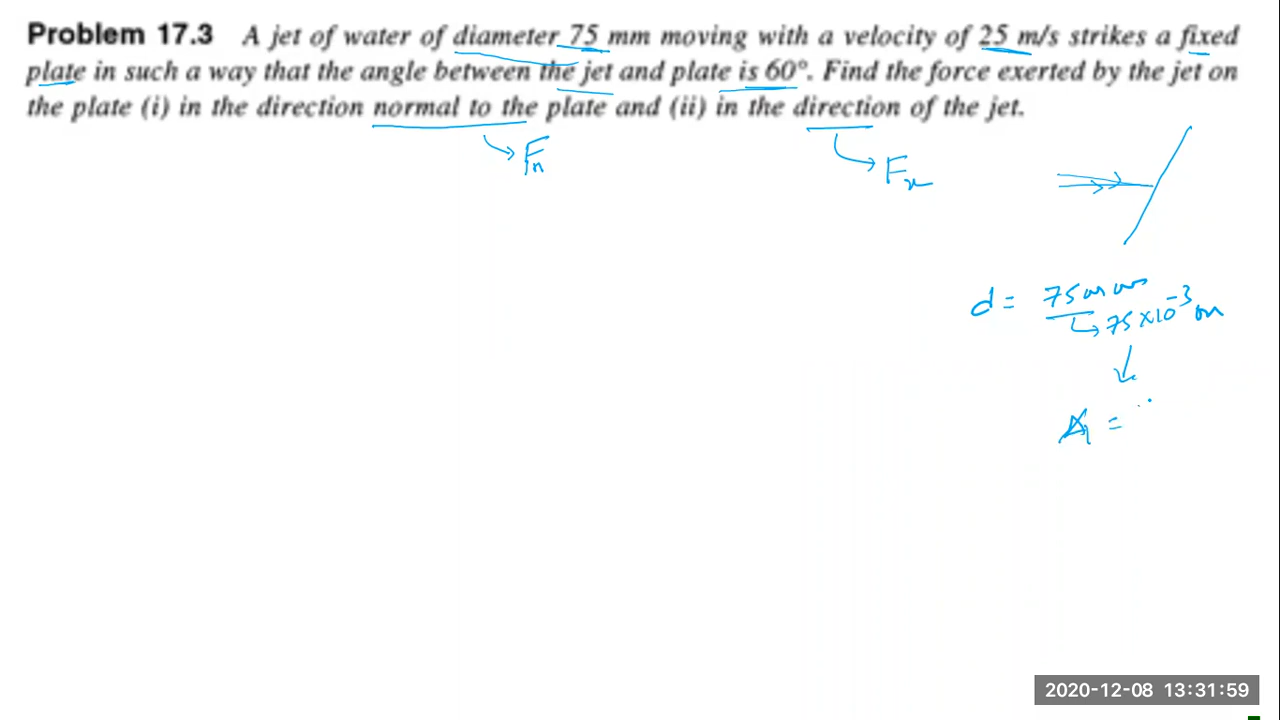 Problem 17.3 A jet of water of diameter 75 mm moving with a velocity of 25 m/s strikes a fixed
plate in such a way that the angle between the jet and plate is 60°. Find the force exerted by the jet on
the plate (i) in the direction normal to the plate and (ii) in the direction of the jet.
Fn
Fx
d = 75mm
75×10⁻³ m
A =
2020-12-08 13:31:59